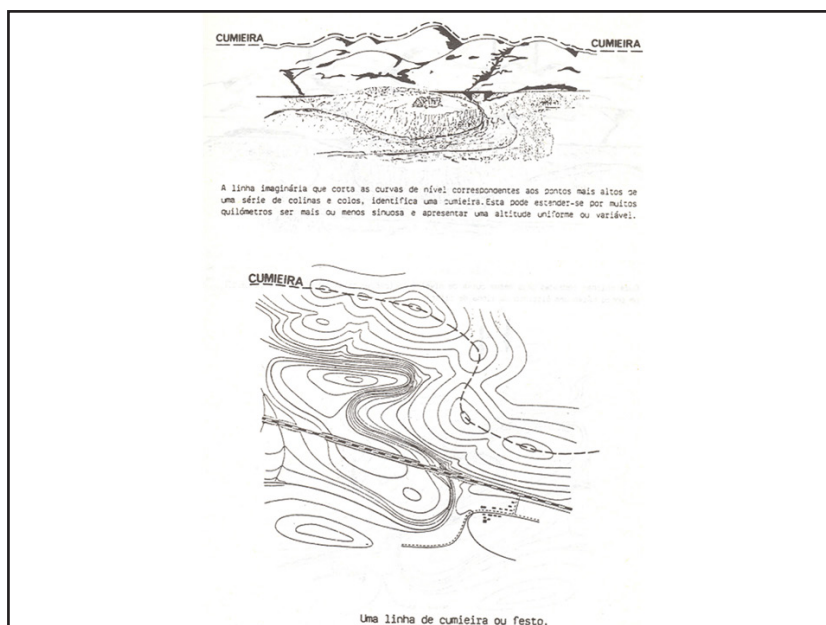 CUMIEIRA
CUMIEIRA
A linha imaginária que corta as curvas de nível correspondentes aos pontos mais altos de
uma série de colinas e colos, identifica uma cumieira. Esta pode estender-se por muitos
quilómetros ser mais ou menos sinuosa e apresentar uma altitude uniforme ou variável.
CUMIEIRA
Uma linha de cumieira ou festo.